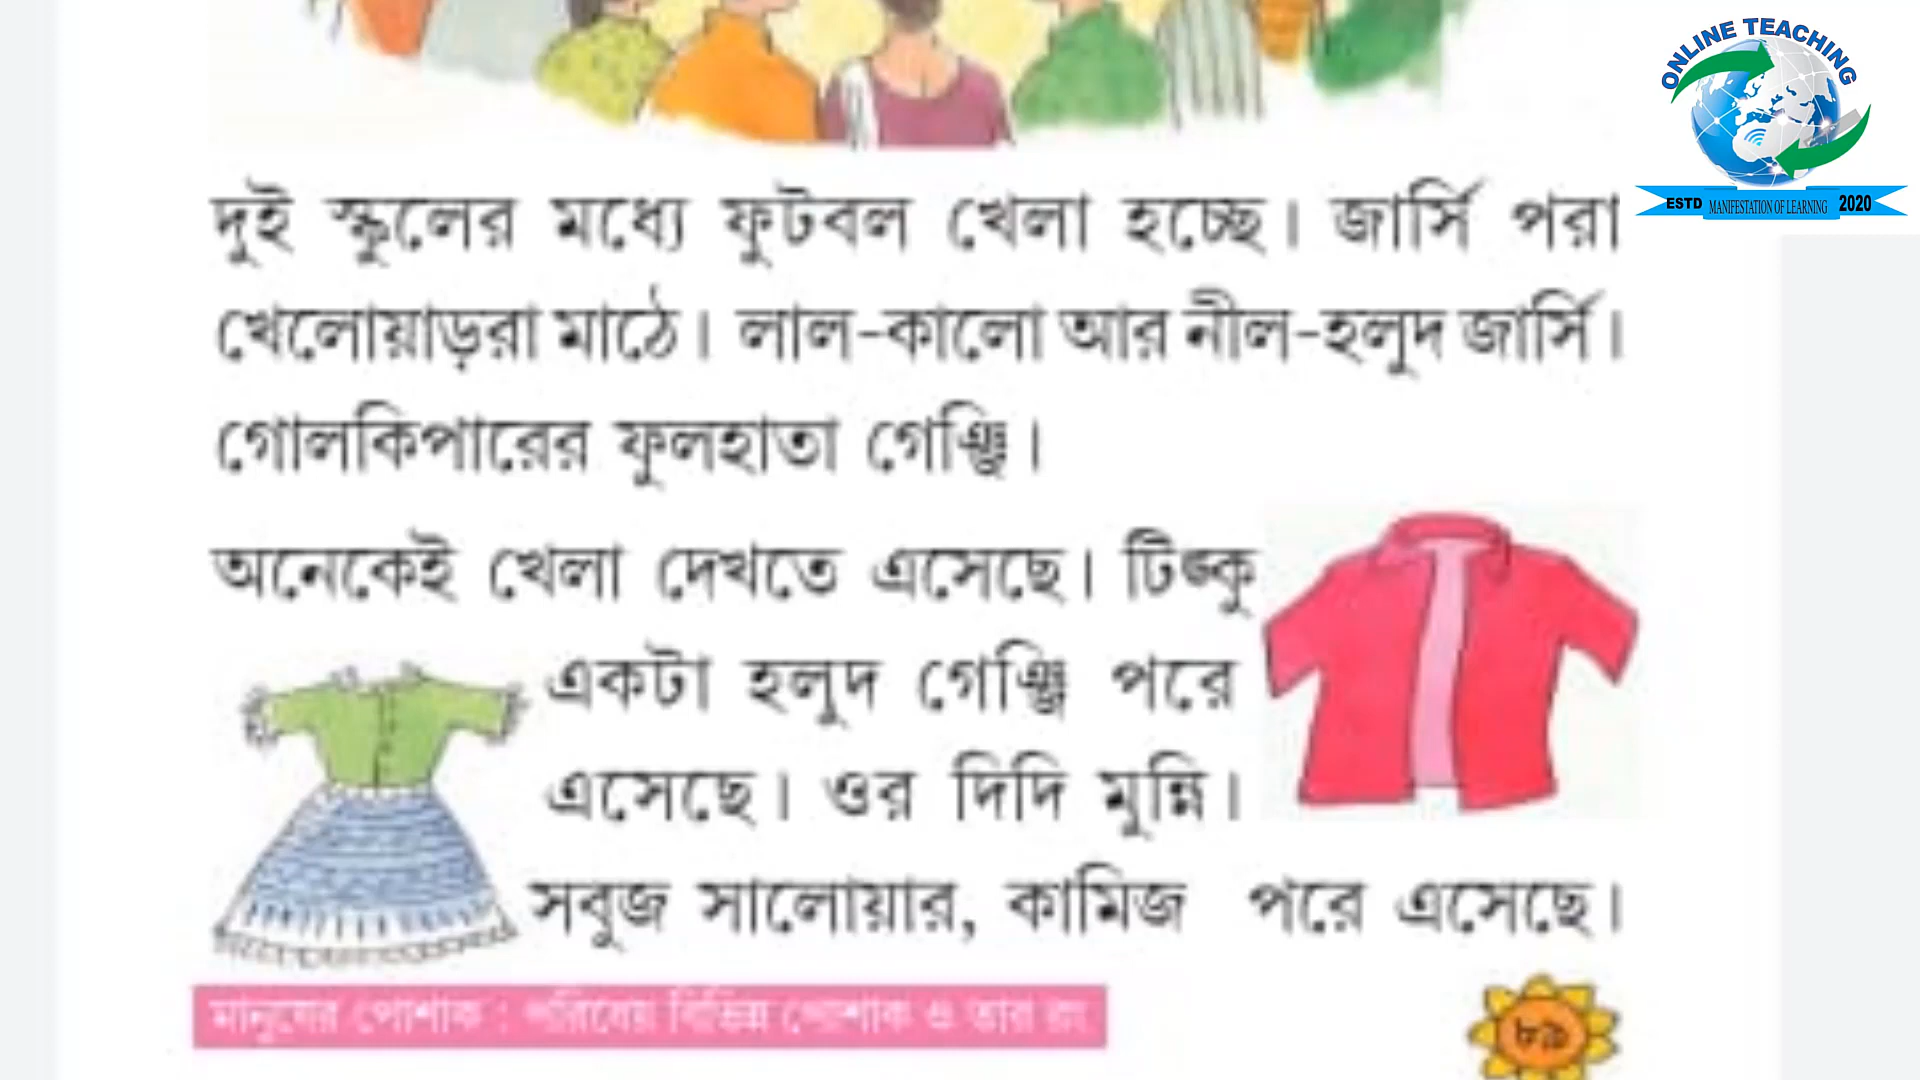 ONLINE TEACHING
ESTD MANIFESTATION OF LEARNING 2020
দুই স্কুলের মধ্যে ফুটবল খেলা হচ্ছে। জার্সি পরা
খেলোয়াড়রা মাঠে। লাল-কালো আর নীল-হলুদ জার্সি।
গোলকিপারের ফুলহাতা গেঞ্জি।
অনেকেই খেলা দেখতে এসেছে। টিঙ্কু
একটা হলুদ গেঞ্জি পরে
এসেছে। ওর দিদি মুন্নি।
সবুজ সালোয়ার, কামিজ পরে এসেছে।
মানুষের পোশাক : পরিধেয় বিভিন্ন পোশাক ও তার রং
৮৯